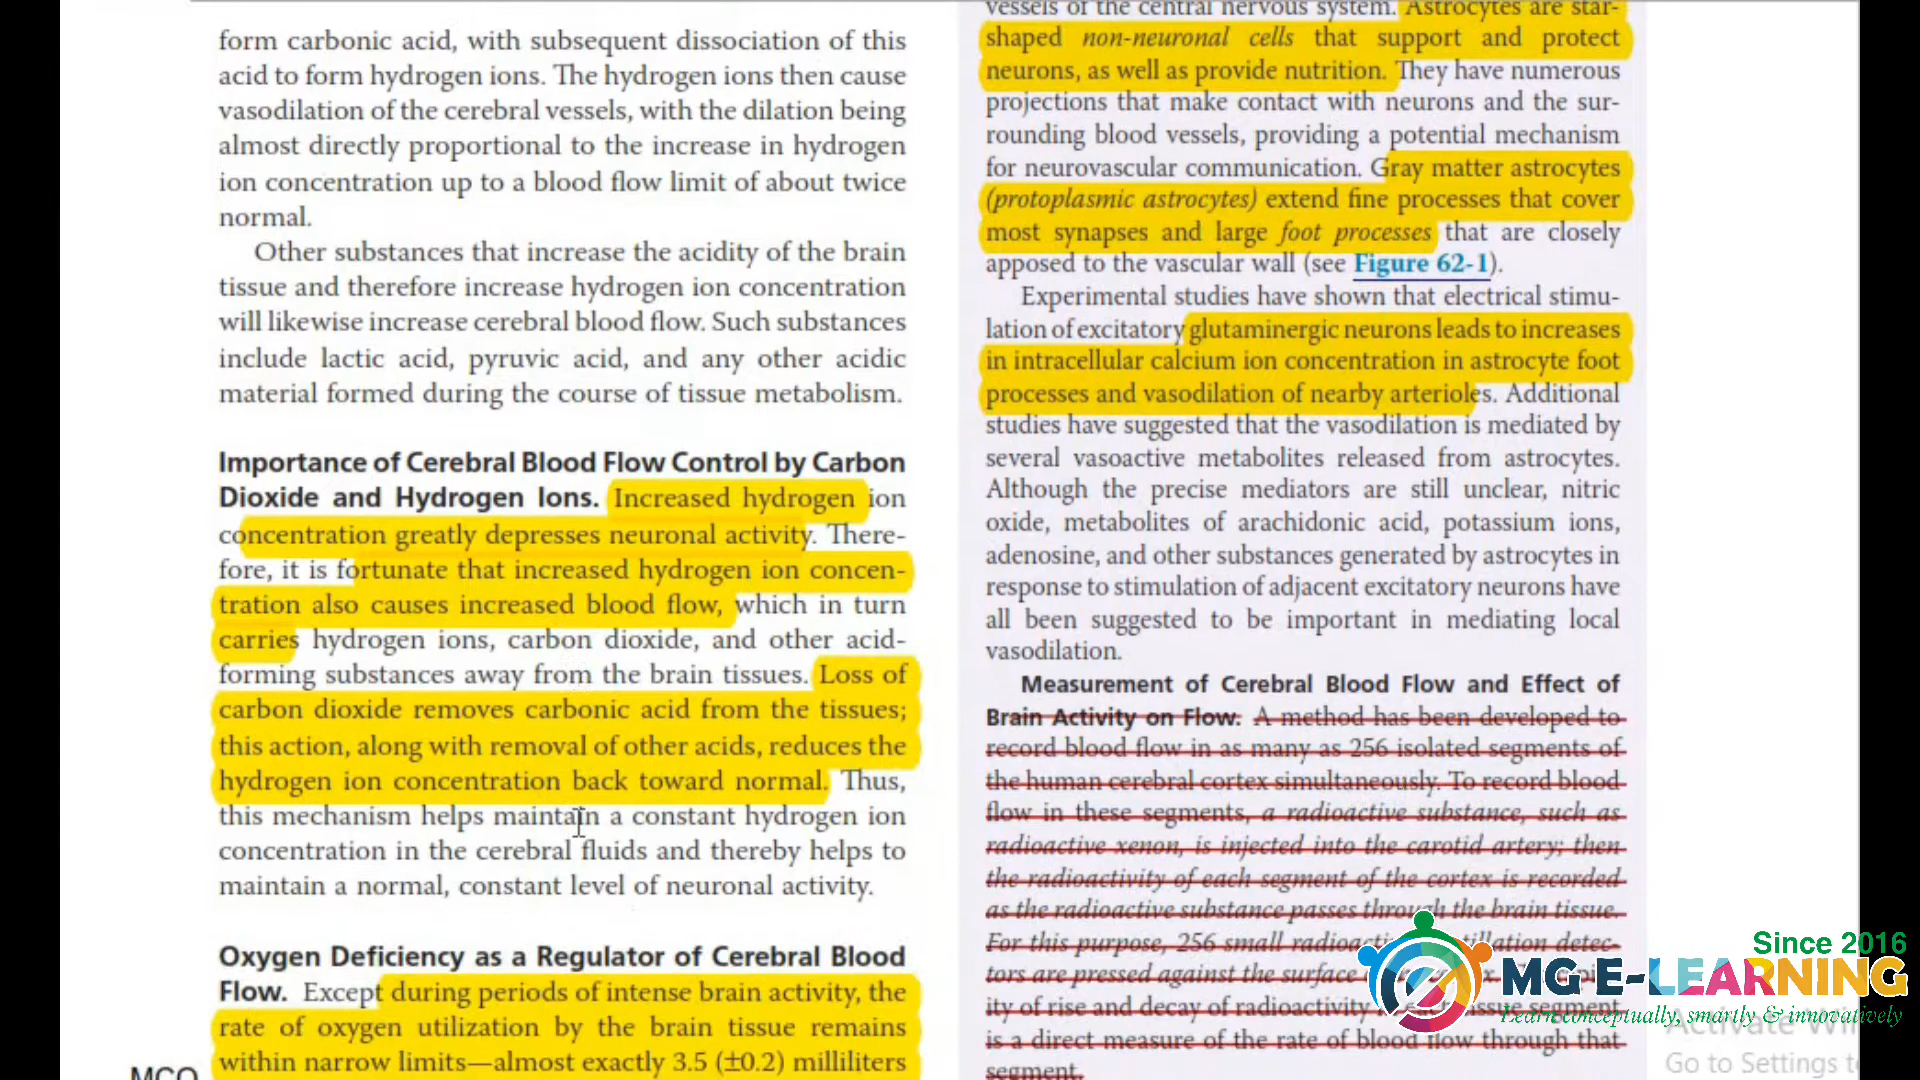 form carbonic acid, with subsequent dissociation of this
acid to form hydrogen ions. The hydrogen ions then cause
vasodilation of the cerebral vessels, with the dilation being
almost directly proportional to the increase in hydrogen
ion concentration up to a blood flow limit of about twice
normal.
Other substances that increase the acidity of the brain
tissue and therefore increase hydrogen ion concentration
will likewise increase cerebral blood flow. Such substances
include lactic acid, pyruvic acid, and any other acidic
material formed during the course of tissue metabolism.
Importance of Cerebral Blood Flow Control by Carbon
Dioxide and Hydrogen Ions. Increased hydrogen ion
concentration greatly depresses neuronal activity. There-
fore, it is fortunate that increased hydrogen ion concen-
tration also causes increased blood flow, which in turn
carries hydrogen ions, carbon dioxide, and other acid-
forming substances away from the brain tissues. Loss of
carbon dioxide removes carbonic acid from the tissues;
this action, along with removal of other acids, reduces the
hydrogen ion concentration back toward normal. Thus,
this mechanism helps maintain a constant hydrogen ion
concentration in the cerebral fluids and thereby helps to
maintain a normal, constant level of neuronal activity.
Oxygen Deficiency as a Regulator of Cerebral Blood
Flow. Except during periods of intense brain activity, the
rate of oxygen utilization by the brain tissue remains
within narrow limits—almost exactly 3.5 (±0.2) milliliters
MCQ
vessels of the central nervous system. Astrocytes are star-
shaped non-neuronal cells that support and protect
neurons, as well as provide nutrition. They have numerous
projections that make contact with neurons and the sur-
rounding blood vessels, providing a potential mechanism
for neurovascular communication. Gray matter astrocytes
(protoplasmic astrocytes) extend fine processes that cover
most synapses and large foot processes that are closely
apposed to the vascular wall (see Figure 62-1).
Experimental studies have shown that electrical stimu-
lation of excitatory glutaminergic neurons leads to increases
in intracellular calcium ion concentration in astrocyte foot
processes and vasodilation of nearby arterioles. Additional
studies have suggested that the vasodilation is mediated by
several vasoactive metabolites released from astrocytes.
Although the precise mediators are still unclear, nitric
oxide, metabolites of arachidonic acid, potassium ions,
adenosine, and other substances generated by astrocytes in
response to stimulation of adjacent excitatory neurons have
all been suggested to be important in mediating local
vasodilation.
Measurement of Cerebral Blood Flow and Effect of
Brain Activity on Flow. A method has been developed to
record blood flow in as many as 256 isolated segments of
the human cerebral cortex simultaneously. To record blood
flow in these segments, a radioactive substance, such as
radioactive xenon, is injected into the carotid artery; then
the radioactivity of each segment of the cortex is recorded
as the radioactive substance passes through the brain tissue.
For this purpose, 256 small detec-
tors are pressed against the surface
ity of rise and decay of radioactivity tissue segment
is a direct measure of the rate of blood flow through that
segment.
Since 2016
MG E-LEARNING
Learn conceptually, smartly & innovatively
Activate
Go to Settings